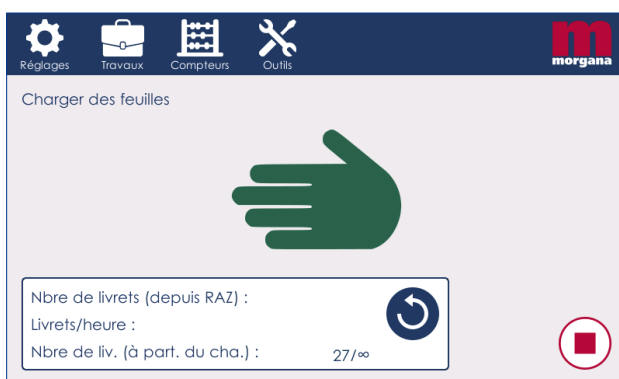 Réglages Travaux Compteurs Outils
morgana
Charger des feuilles
Nbre de livrets (depuis RAZ) :
Livrets/heure :
Nbre de liv. (à part. du cha.) : 27/∞